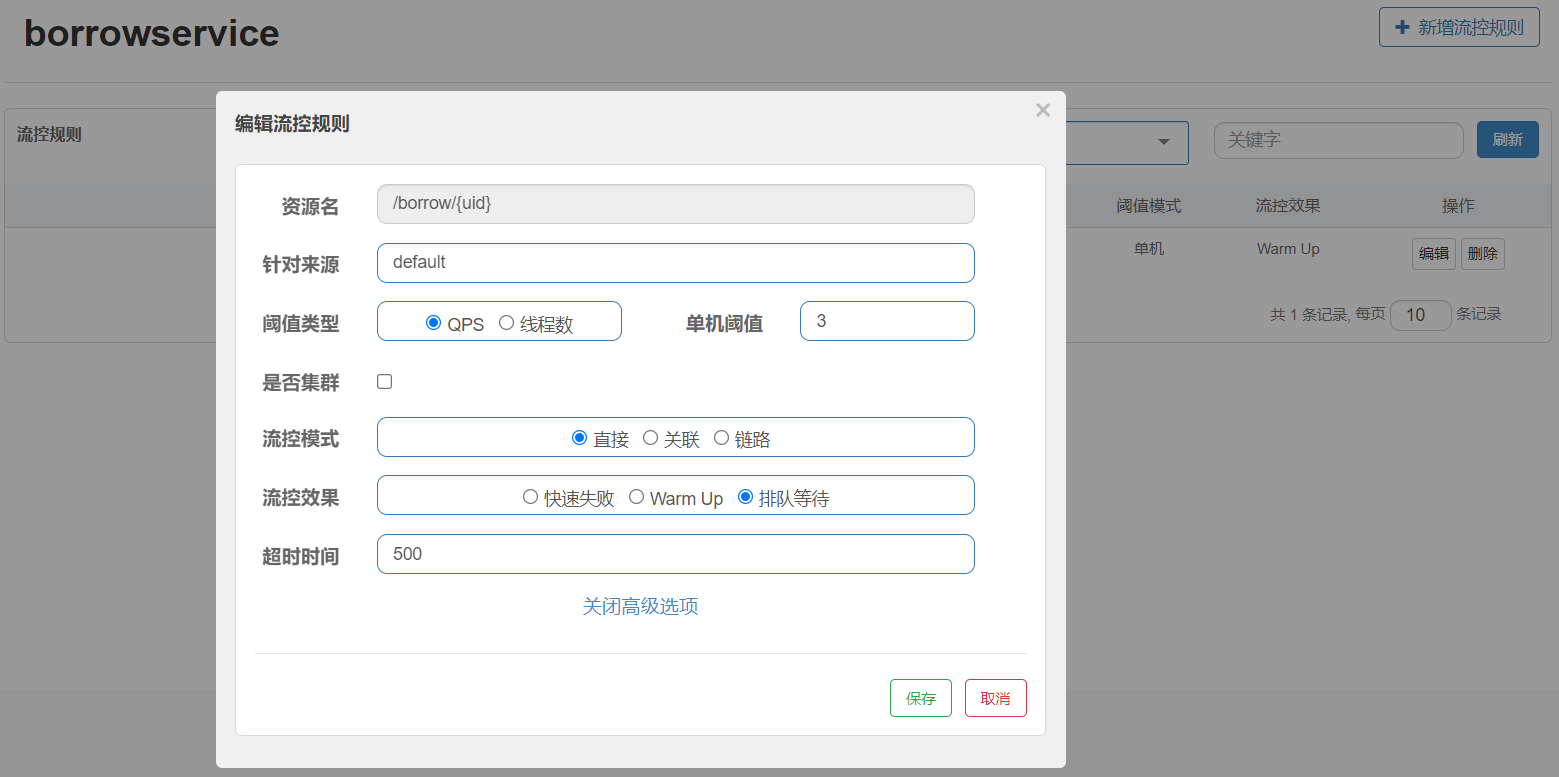 borrowservice
新增流控规则
流控规则
关键字
刷新
阈值模式 流控效果 操作
单机 Warm Up 编辑 删除
共 1 条记录, 每页 10 条记录
编辑流控规则
×
资源名 /borrow/{uid}
针对来源 default
阈值类型 QPS 线程数 单机阈值 3
是否集群
流控模式 直接 关联 链路
流控效果 快速失败 Warm Up 排队等待
超时时间 500
关闭高级选项
保存 取消